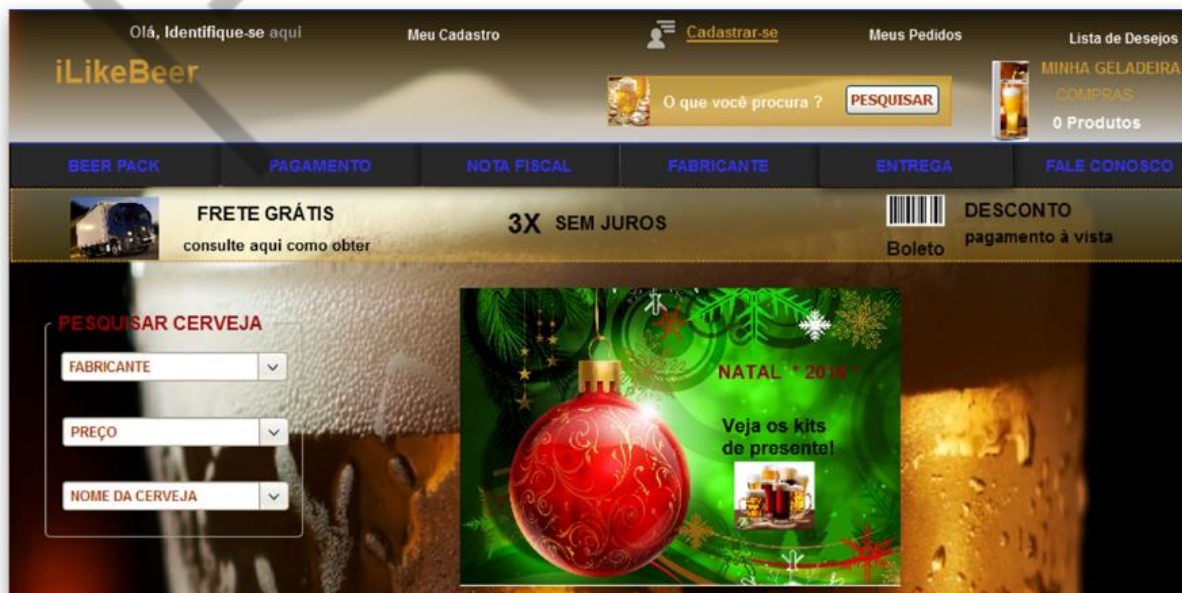 Olá, Identifique-se aqui
Meu Cadastro
Cadastrar-se
Meus Pedidos
Lista de Desejos
iLikeBeer
O que você procura ?
PESQUISAR
MINHA GELADEIRA
COMPRAS
0 Produtos
BEER PACK
PAGAMENTO
NOTA FISCAL
FABRICANTE
ENTREGA
FALE CONOSCO
FRETE GRÁTIS
consulte aqui como obter
3X SEM JUROS
Boleto
DESCONTO
pagamento à vista
PESQUISAR CERVEJA
FABRICANTE
PREÇO
NOME DA CERVEJA
NATAL *
Veja os kits
de presente!